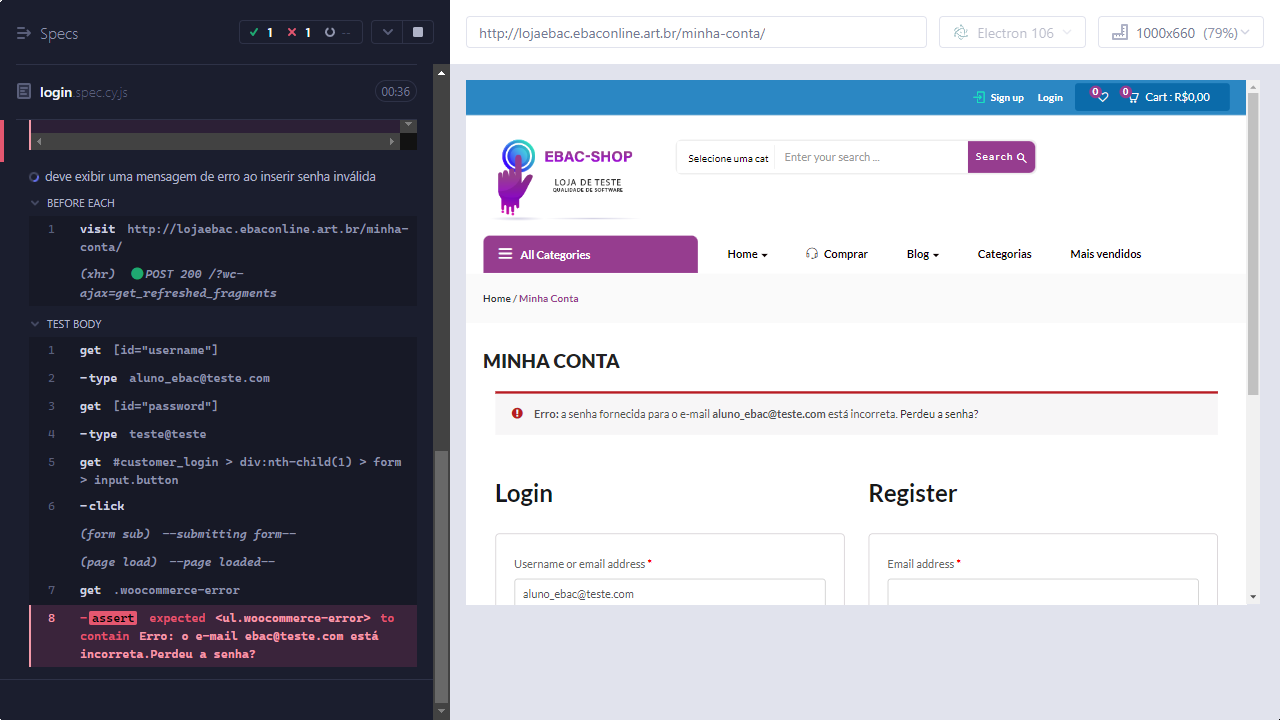 Specs
1 1 --
login.spec.cy.js 00:36
deve exibir uma mensagem de erro ao inserir senha inválida
BEFORE EACH
1 visit http://lojaebac.ebaconline.art.br/minha-
conta/
(xhr) POST 200 /?wc-
ajax=get_refreshed_fragments
TEST BODY
1 get [id="username"]
2 -type aluno_ebac@teste.com
3 get [id="password"]
4 -type teste@teste
5 get #customer_login > div:nth-child(1) > form
> input.button
6 -click
(form sub) --submitting form--
(page load) --page loaded--
7 get .woocommerce-error
8 -assert expected <ul.woocommerce-error> to
contain Erro: o e-mail ebac@teste.com está
incorreta.Perdeu a senha?
http://lojaebac.ebaconline.art.br/minha-conta/
Electron 106
1000x660 (79%)
Sign up Login 0 0 Cart : R$0,00
EBAC-SHOP
LOJA DE TESTE
QUALIDADE DE SOFTWARE
Selecione uma cat Enter your search ... Search
All Categories Home Comprar Blog Categorias Mais vendidos
Home / Minha Conta
MINHA CONTA
Erro: a senha fornecida para o e-mail aluno_ebac@teste.com está incorreta. Perdeu a senha?
Login Register
Username or email address * Email address *
aluno_ebac@teste.com